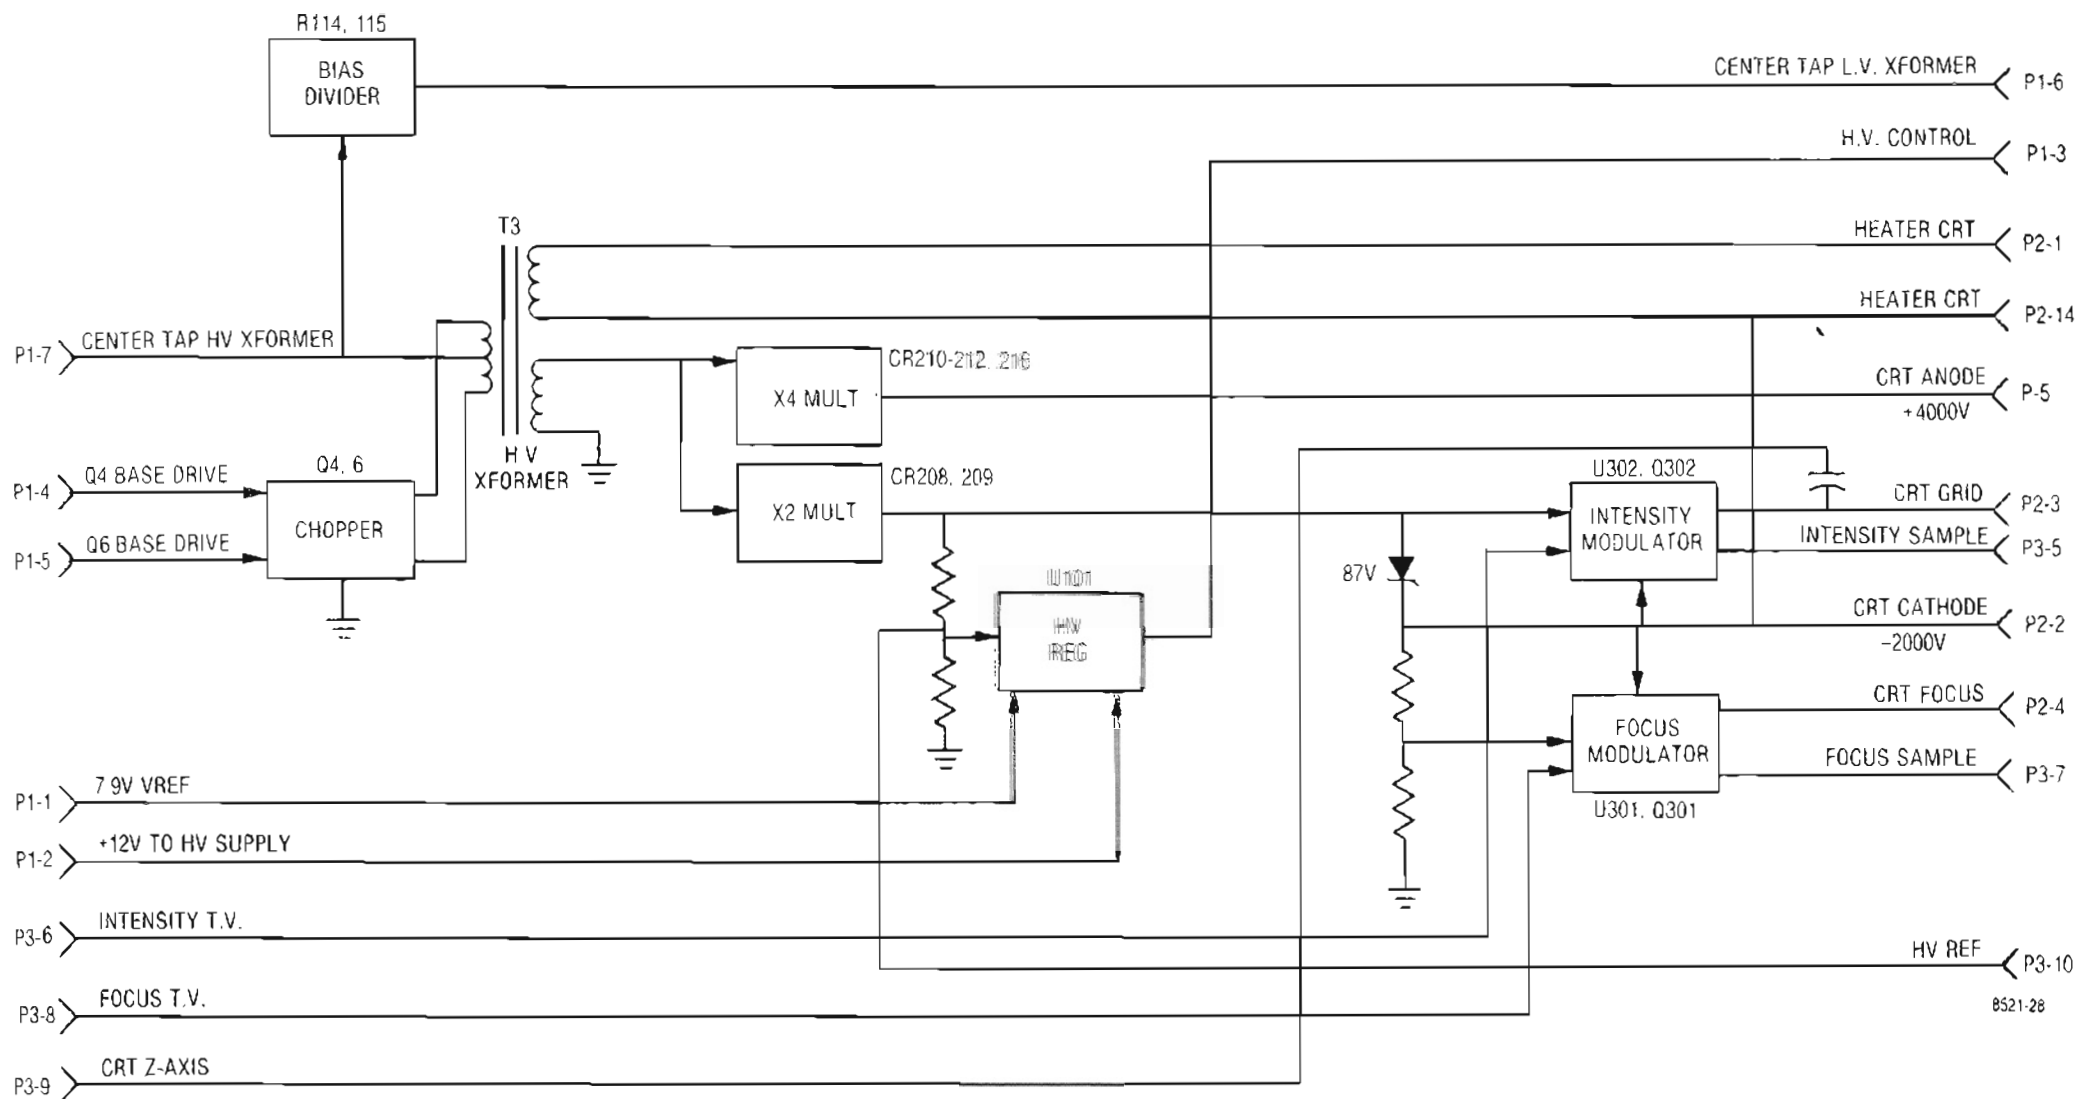 R114, 115
BIAS
DIVIDER
CENTER TAP L.V. XFORMER
P1-6
H.V. CONTROL
P1-3
T3
HEATER CRT
P2-1
HEATER CRT
P2-14
P1-7
CENTER TAP HV XFORMER
CR210-212, 216
X4 MULT
CRT ANODE
+4000V
P-5
H V
XFORMER
Q4, 6
P1-4
Q4 BASE DRIVE
CHOPPER
P1-5
Q6 BASE DRIVE
CR208, 209
X2 MULT
U302, Q302
INTENSITY
MODULATOR
CRT GRID
P2-3
INTENSITY SAMPLE
P3-5
87V
U101
HV
REG
CRT CATHODE
-2000V
P2-2
CRT FOCUS
P2-4
FOCUS
MODULATOR
FOCUS SAMPLE
P3-7
U301, Q301
P1-1
7 9V VREF
P1-2
+12V TO HV SUPPLY
P3-6
INTENSITY T.V.
HV REF
P3-10
P3-8
FOCUS T.V.
8521-28
P3-9
CRT Z-AXIS